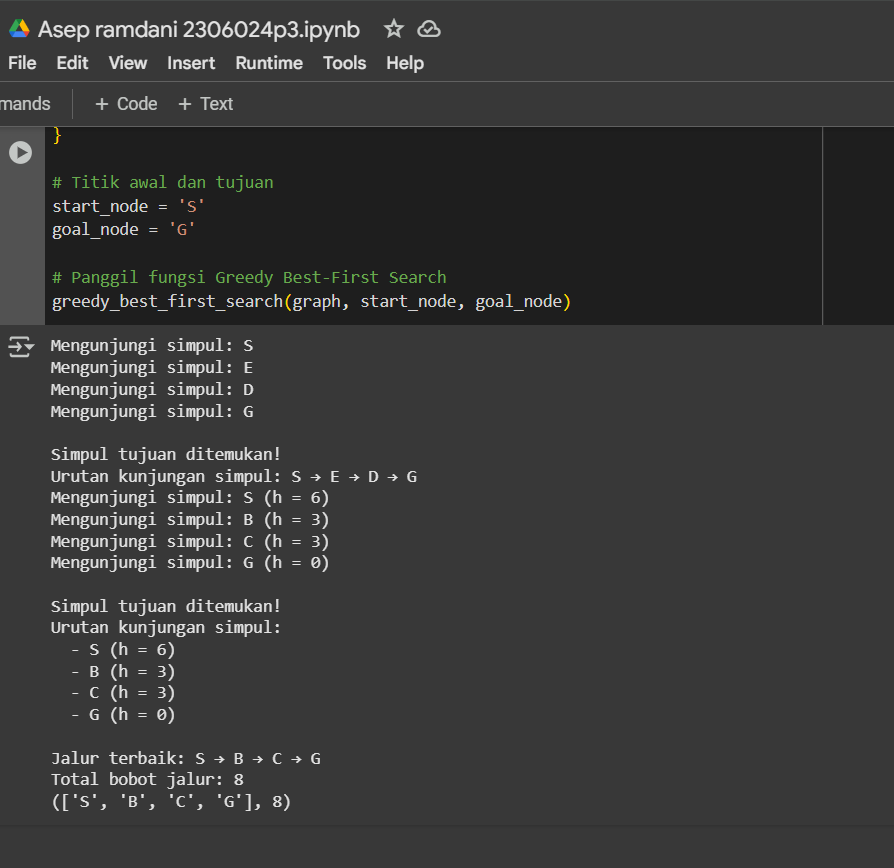 Asep ramdani 2306024p3.ipynb
File Edit View Insert Runtime Tools Help
mands + Code + Text
}
# Titik awal dan tujuan
start_node = 'S'
goal_node = 'G'
# Panggil fungsi Greedy Best-First Search
greedy_best_first_search(graph, start_node, goal_node)
Mengunjungi simpul: S
Mengunjungi simpul: E
Mengunjungi simpul: D
Mengunjungi simpul: G
Simpul tujuan ditemukan!
Urutan kunjungan simpul: S → E → D → G
Mengunjungi simpul: S (h = 6)
Mengunjungi simpul: B (h = 3)
Mengunjungi simpul: C (h = 3)
Mengunjungi simpul: G (h = 0)
Simpul tujuan ditemukan!
Urutan kunjungan simpul:
- S (h = 6)
- B (h = 3)
- C (h = 3)
- G (h = 0)
Jalur terbaik: S → B → C → G
Total bobot jalur: 8
(['S', 'B', 'C', 'G'], 8)